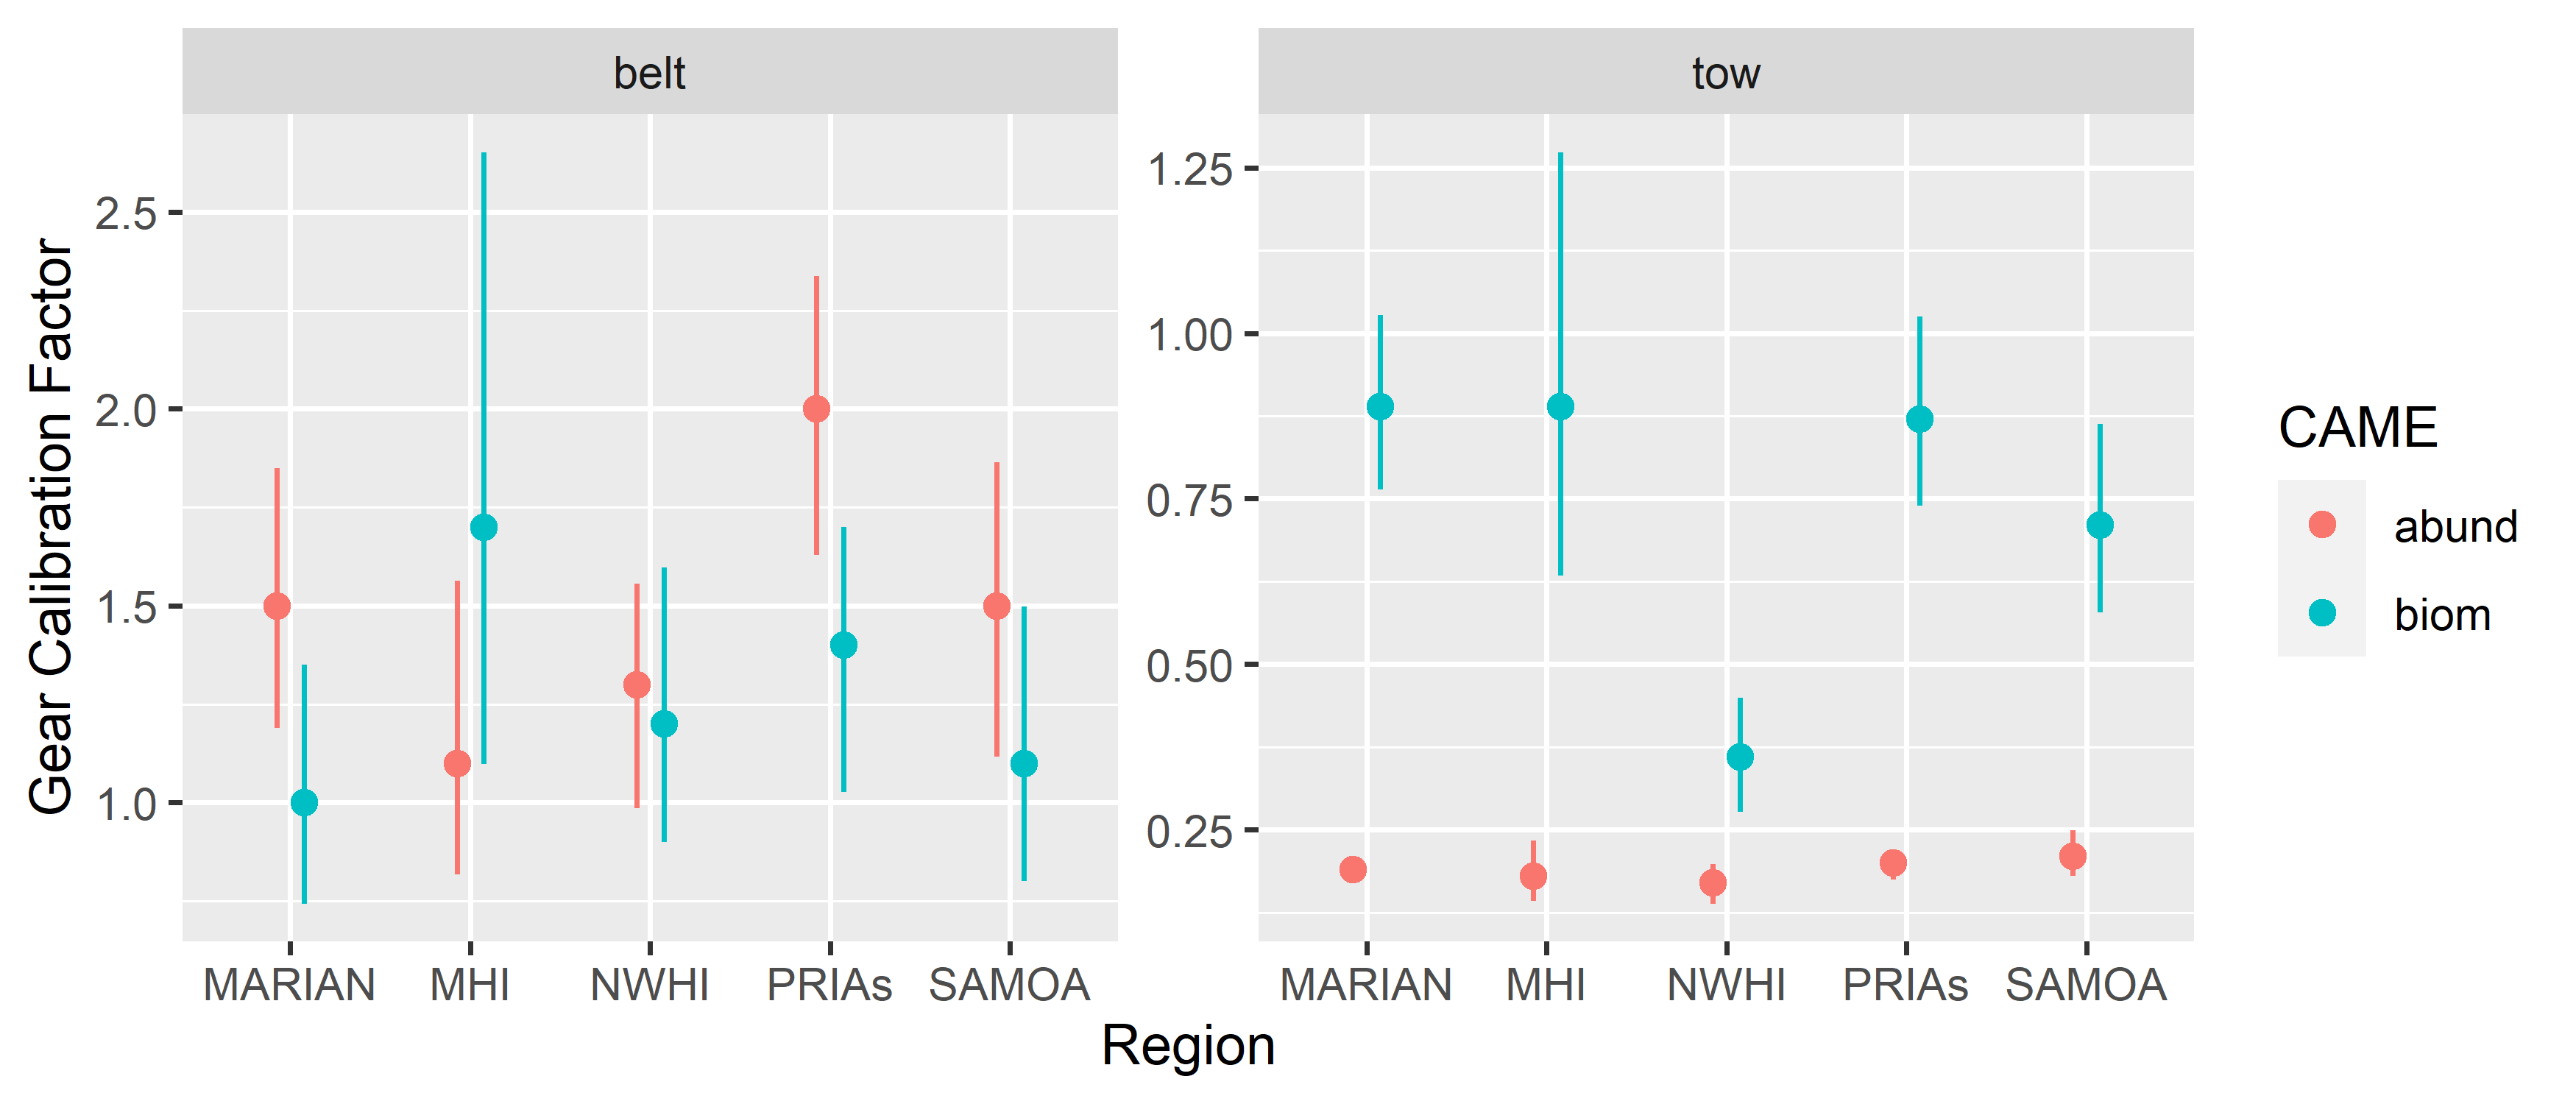 belt
tow
Gear Calibration Factor
2.5
2.0
1.5
1.0
1.25
1.00
0.75
0.50
0.25
MARIAN MHI NWHI PRIAs SAMOA
MARIAN MHI NWHI PRIAs SAMOA
Region
CAME
abund
biom